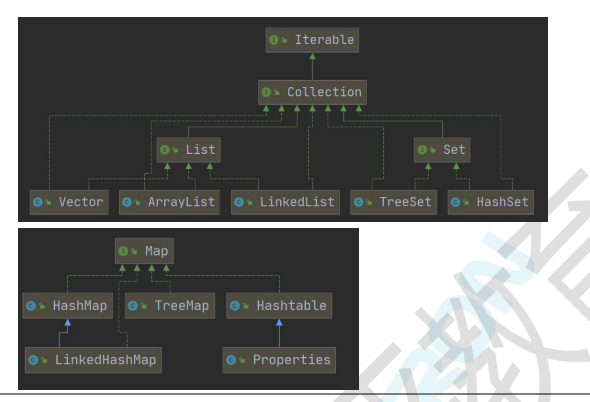 Iterable
Collection
List Set
Vector ArrayList LinkedList TreeSet HashSet
Map
HashMap TreeMap Hashtable
LinkedHashMap Properties